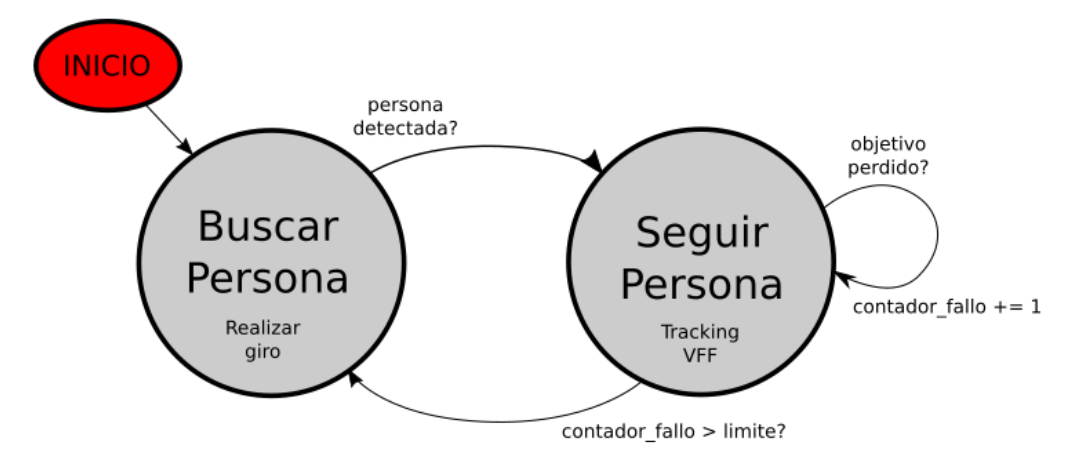 INICIO
persona
detectada?
objetivo
perdido?
Buscar
Persona
Realizar
giro
Seguir
Persona
Tracking
VFF
contador_fallo += 1
contador_fallo > limite?